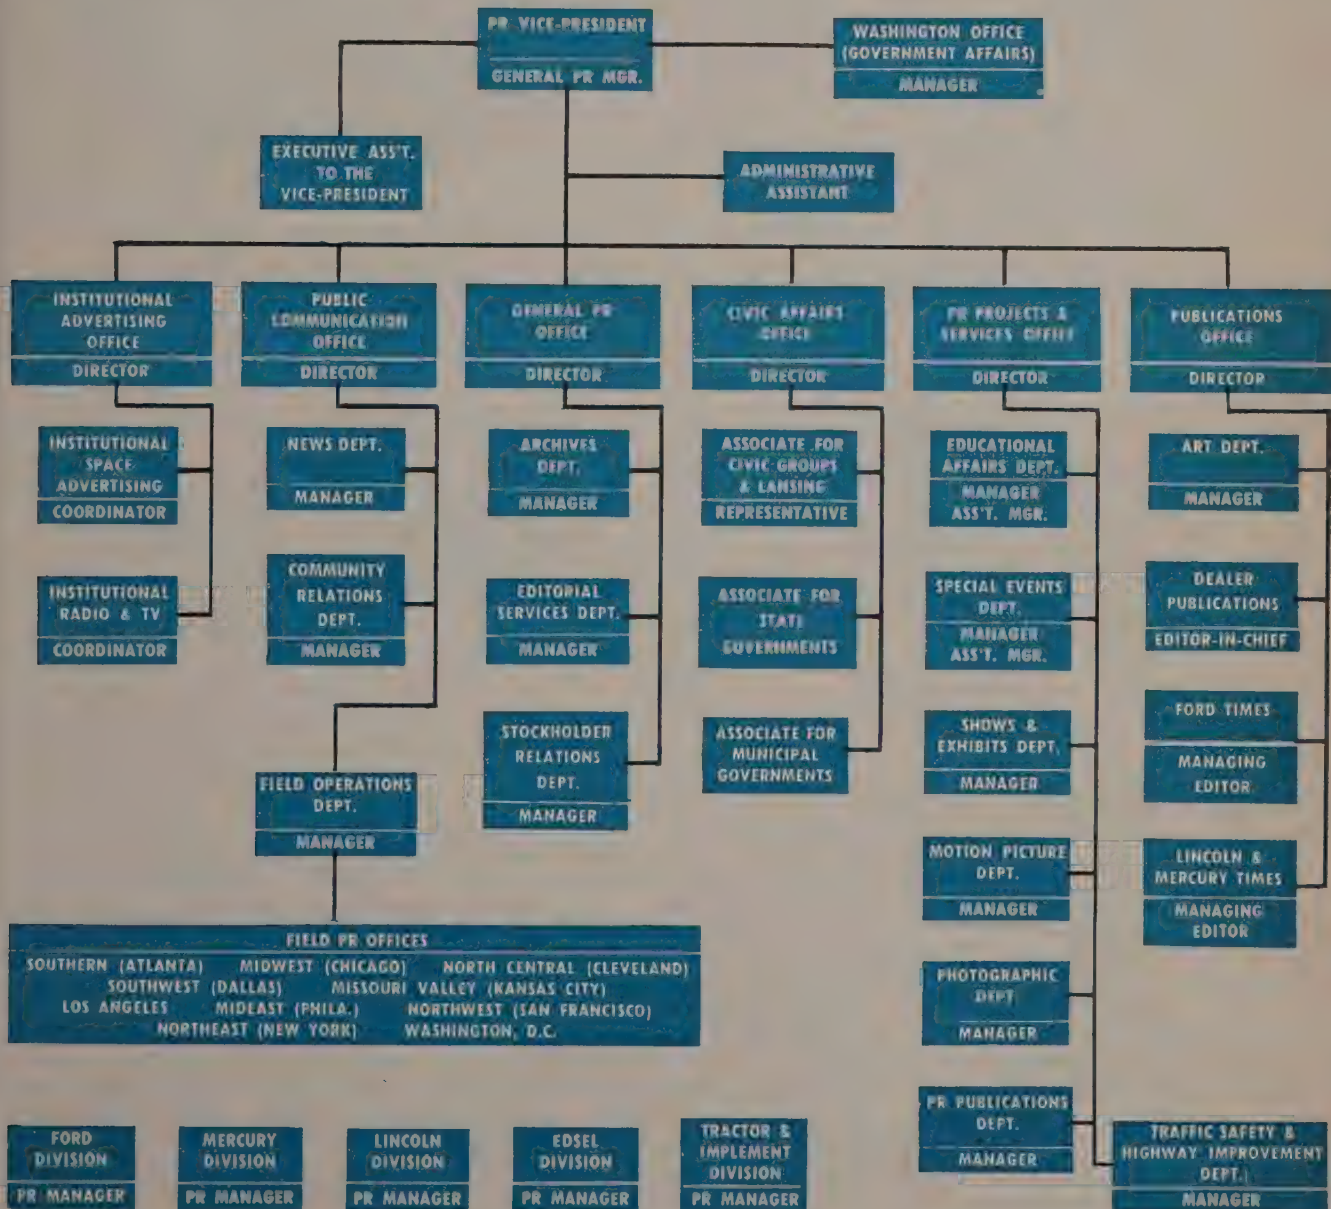 PR VICE-PRESIDENT
GENERAL PR MGR.
WASHINGTON OFFICE
(GOVERNMENT AFFAIRS)
MANAGER
EXECUTIVE ASS'T.
TO THE
VICE-PRESIDENT
ADMINISTRATIVE
ASSISTANT
INSTITUTIONAL
ADVERTISING
OFFICE
DIRECTOR
PUBLIC
COMMUNICATION
OFFICE
DIRECTOR
GENERAL PR
OFFICE
DIRECTOR
CIVIC AFFAIRS
OFFICE
DIRECTOR
PR PROJECTS &
SERVICES OFFICE
DIRECTOR
PUBLICATIONS
OFFICE
DIRECTOR
INSTITUTIONAL
SPACE
ADVERTISING
COORDINATOR
INSTITUTIONAL
RADIO & TV
COORDINATOR
NEWS DEPT.
MANAGER
COMMUNITY
RELATIONS
DEPT.
MANAGER
FIELD OPERATIONS
DEPT.
MANAGER
ARCHIVES
DEPT.
MANAGER
EDITORIAL
SERVICES DEPT.
MANAGER
STOCKHOLDER
RELATIONS
DEPT.
MANAGER
ASSOCIATE FOR
CIVIC GROUPS
& LANSING
REPRESENTATIVE
ASSOCIATE FOR
STATE
GOVERNMENTS
ASSOCIATE FOR
MUNICIPAL
GOVERNMENTS
EDUCATIONAL
AFFAIRS DEPT.
MANAGER
ASS'T. MGR.
SPECIAL EVENTS
DEPT.
MANAGER
ASS'T. MGR.
SHOWS &
EXHIBITS DEPT.
MANAGER
MOTION PICTURE
DEPT.
MANAGER
PHOTOGRAPHIC
DEPT.
MANAGER
PR PUBLICATIONS
DEPT.
MANAGER
TRAFFIC SAFETY &
HIGHWAY IMPROVEMENT
DEPT.
MANAGER
ART DEPT.
MANAGER
DEALER
PUBLICATIONS
EDITOR-IN-CHIEF
FORD TIMES
MANAGING
EDITOR
LINCOLN &
MERCURY TIMES
MANAGING
EDITOR
FIELD PR OFFICES
SOUTHERN (ATLANTA) MIDWEST (CHICAGO) NORTH CENTRAL (CLEVELAND)
SOUTHWEST (DALLAS) MISSOURI VALLEY (KANSAS CITY)
LOS ANGELES MIDEAST (PHILA.) NORTHWEST (SAN FRANCISCO)
NORTHEAST (NEW YORK) WASHINGTON, D.C.
FORD
DIVISION
PR MANAGER
MERCURY
DIVISION
PR MANAGER
LINCOLN
DIVISION
PR MANAGER
EDSEL
DIVISION
PR MANAGER
TRACTOR &
IMPLEMENT
DIVISION
PR MANAGER